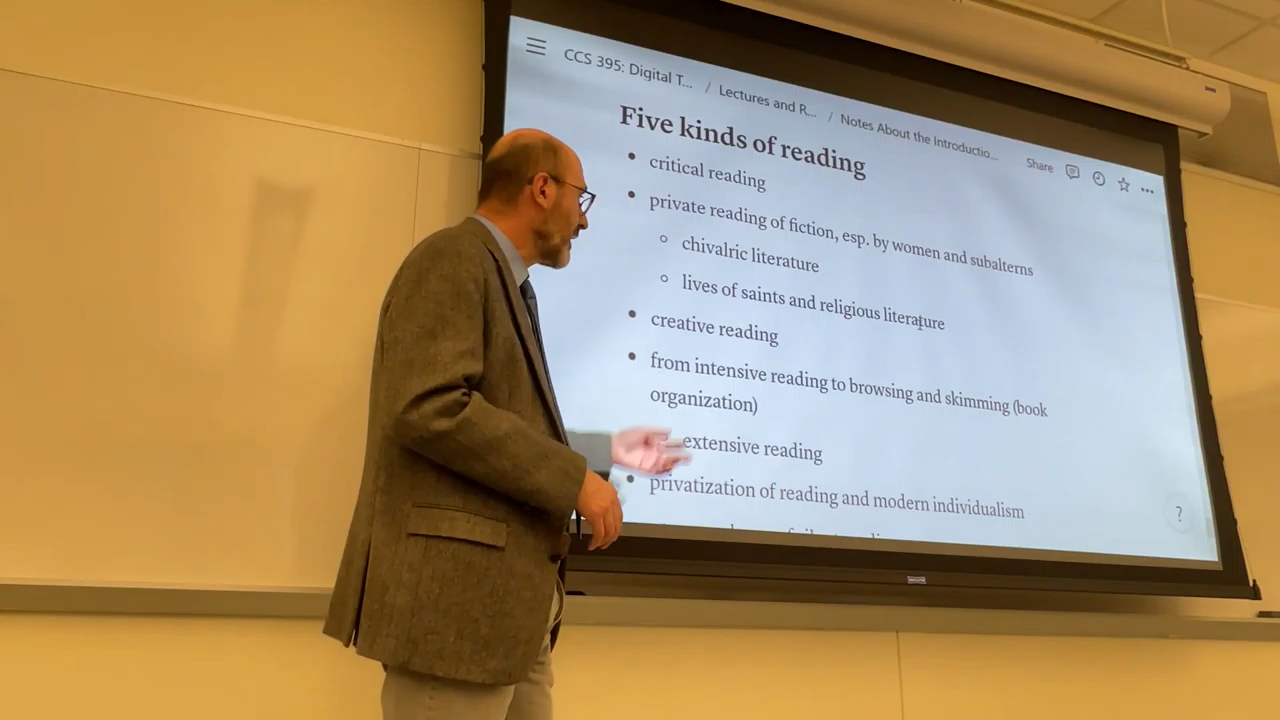 CCS 395: Digital T... / Lectures and R... / Notes About the Introductio...
Share
Five kinds of reading
critical reading
private reading of fiction, esp. by women and subalterns
chivalric literature
lives of saints and religious literature
creative reading
from intensive reading to browsing and skimming (book
organization)
extensive reading
privatization of reading and modern individualism
?